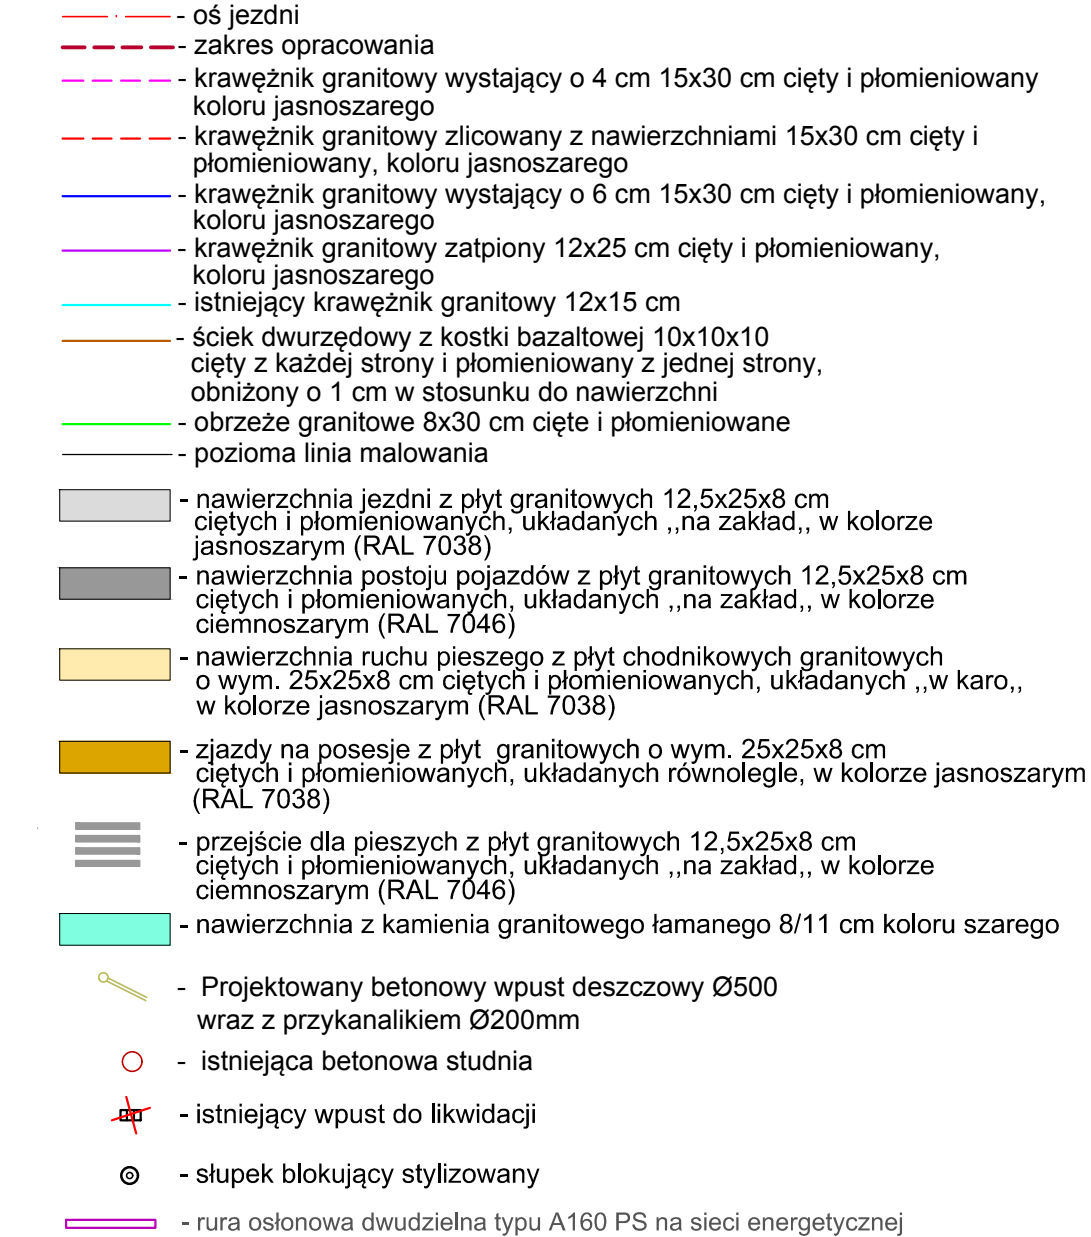 - oś jezdni
- zakres opracowania
- krawężnik granitowy wystający o 4 cm 15x30 cm cięty i płomieniowany
koloru jasnoszarego
- krawężnik granitowy zlicowany z nawierzchniami 15x30 cm cięty i
płomieniowany, koloru jasnoszarego
- krawężnik granitowy wystający o 6 cm 15x30 cm cięty i płomieniowany,
koloru jasnoszarego
- krawężnik granitowy zatpiony 12x25 cm cięty i płomieniowany,
koloru jasnoszarego
- istniejący krawężnik granitowy 12x15 cm
- ściek dwurzędowy z kostki bazaltowej 10x10x10
cięty z każdej strony i płomieniowany z jednej strony,
obniżony o 1 cm w stosunku do nawierzchni
- obrzeże granitowe 8x30 cm cięte i płomieniowane
- pozioma linia malowania
- nawierzchnia jezdni z płyt granitowych 12,5x25x8 cm
ciętych i płomieniowanych, układanych ,,na zakład,, w kolorze
jasnoszarym (RAL 7038)
- nawierzchnia postoju pojazdów z płyt granitowych 12,5x25x8 cm
ciętych i płomieniowanych, układanych ,,na zakład,, w kolorze
ciemnoszarym (RAL 7046)
- nawierzchnia ruchu pieszego z płyt chodnikowych granitowych
o wym. 25x25x8 cm ciętych i płomieniowanych, układanych ,,w karo,,
w kolorze jasnoszarym (RAL 7038)
- zjazdy na posesje z płyt granitowych o wym. 25x25x8 cm
ciętych i płomieniowanych, układanych równolegle, w kolorze jasnoszarym
(RAL 7038)
- przejście dla pieszych z płyt granitowych 12,5x25x8 cm
ciętych i płomieniowanych, układanych ,,na zakład,, w kolorze
ciemnoszarym (RAL 7046)
- nawierzchnia z kamienia granitowego łamanego 8/11 cm koloru szarego
- Projektowany betonowy wpust deszczowy Ø500
wraz z przykanalikiem Ø200mm
- istniejąca betonowa studnia
- istniejący wpust do likwidacji
- słupek blokujący stylizowany
- rura osłonowa dwudzielna typu A160 PS na sieci energetycznej